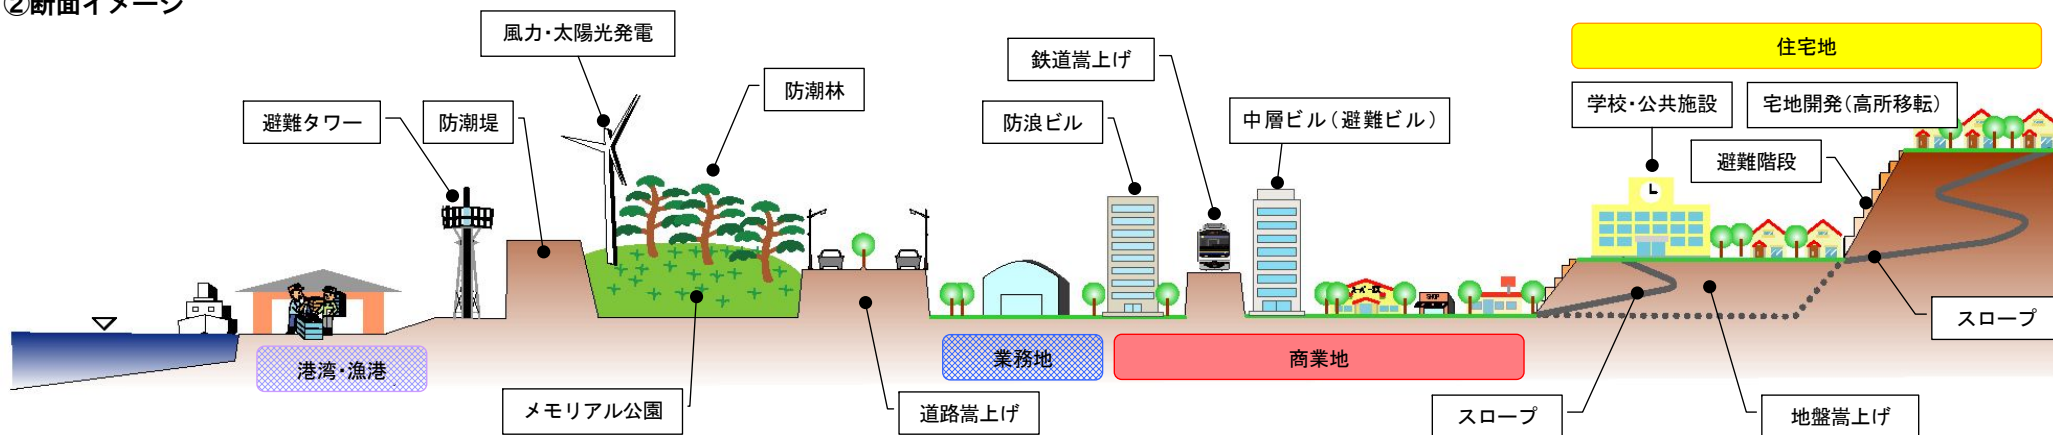 ②断面イメージ
風力・太陽光発電
住宅地
鉄道嵩上げ
防潮林
避難タワー
防潮堤
防浪ビル
中層ビル（避難ビル）
学校・公共施設
宅地開発（高所移転）
避難階段
スーパー
SHOP
スロープ
港湾・漁港
業務地
商業地
メモリアル公園
道路嵩上げ
スロープ
地盤嵩上げ